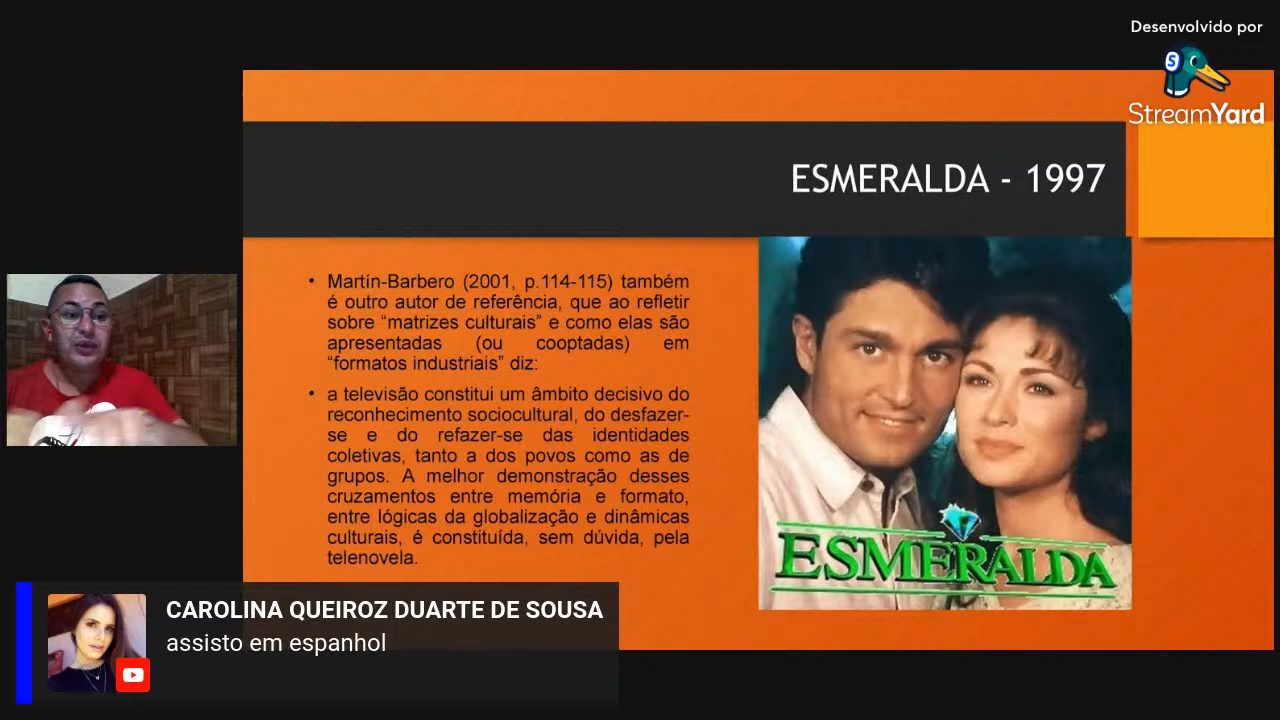 Desenvolvido por
StreamYard
ESMERALDA - 1997
• Martín-Barbero (2001, p.114-115) também
é outro autor de referência, que ao refletir
sobre “matrizes culturais” e como elas são
apresentadas (ou cooptadas) em
“formatos industriais” diz:
• a televisão constitui um âmbito decisivo do
reconhecimento sociocultural, do desfazer-
se e do refazer-se das identidades
coletivas, tanto a dos povos como as de
grupos. A melhor demonstração desses
cruzamentos entre memória e formato,
entre lógicas da globalização e dinâmicas
culturais, é constituída, sem dúvida, pela
telenovela.
ESMERALDA
CAROLINA QUEIROZ DUARTE DE SOUSA
assisto em espanhol